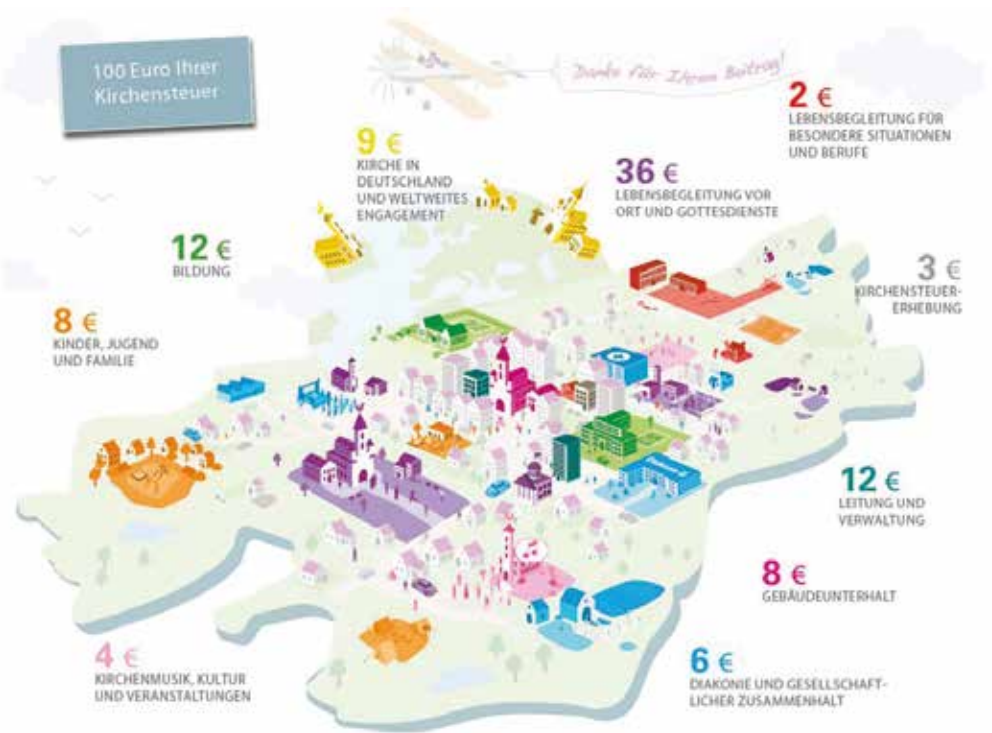 100 Euro Ihrer
Kirchensteuer
Danke für Ihren Beitrag!
2 €
LEBENSBEGLEITUNG FÜR
BESONDERE SITUATIONEN
UND BERUFE
9 €
KIRCHE IN
DEUTSCHLAND
UND WELTWEITES
ENGAGEMENT
36 €
LEBENSBEGLEITUNG VOR
ORT UND GOTTESDIENSTE
12 €
BILDUNG
3 €
KIRCHENSTEUER-
ERHEBUNG
8 €
KINDER, JUGEND
UND FAMILIE
12 €
LEITUNG UND
VERWALTUNG
8 €
GEBÄUDEUNTERHALT
4 €
KIRCHENMUSIK, KULTUR
UND VERANSTALTUNGEN
6 €
DIAKONIE UND GESELLSCHAFT-
LICHER ZUSAMMENHALT